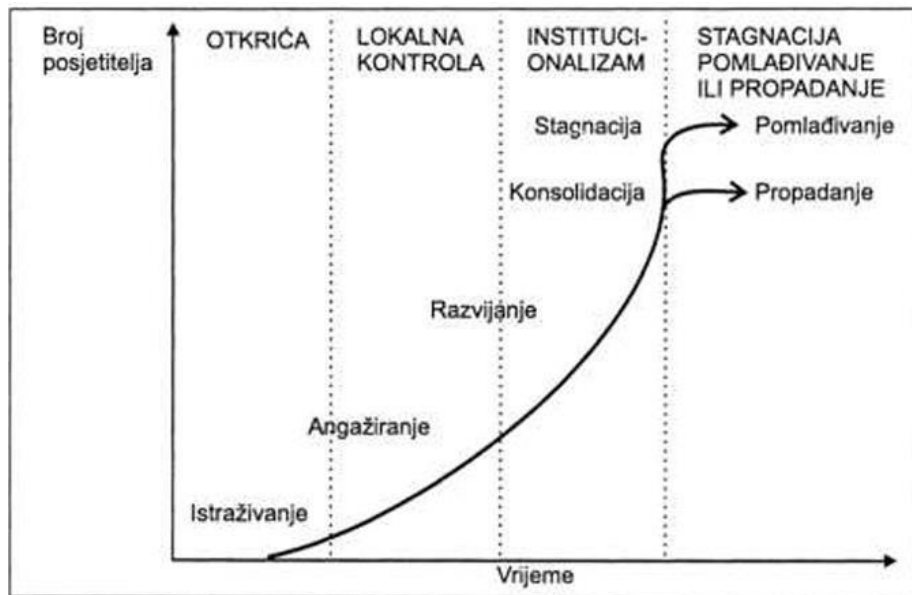 Broj
posjetitelja
OTKRIĆA
LOKALNA
KONTROLA
INSTITUCI-
ONALIZAM
STAGNACIJA
POMLAĐIVANJE
ILI PROPADANJE
Stagnacija
Pomlađivanje
Konsolidacija
Propadanje
Razvijanje
Angažiranje
Istraživanje
Vrijeme